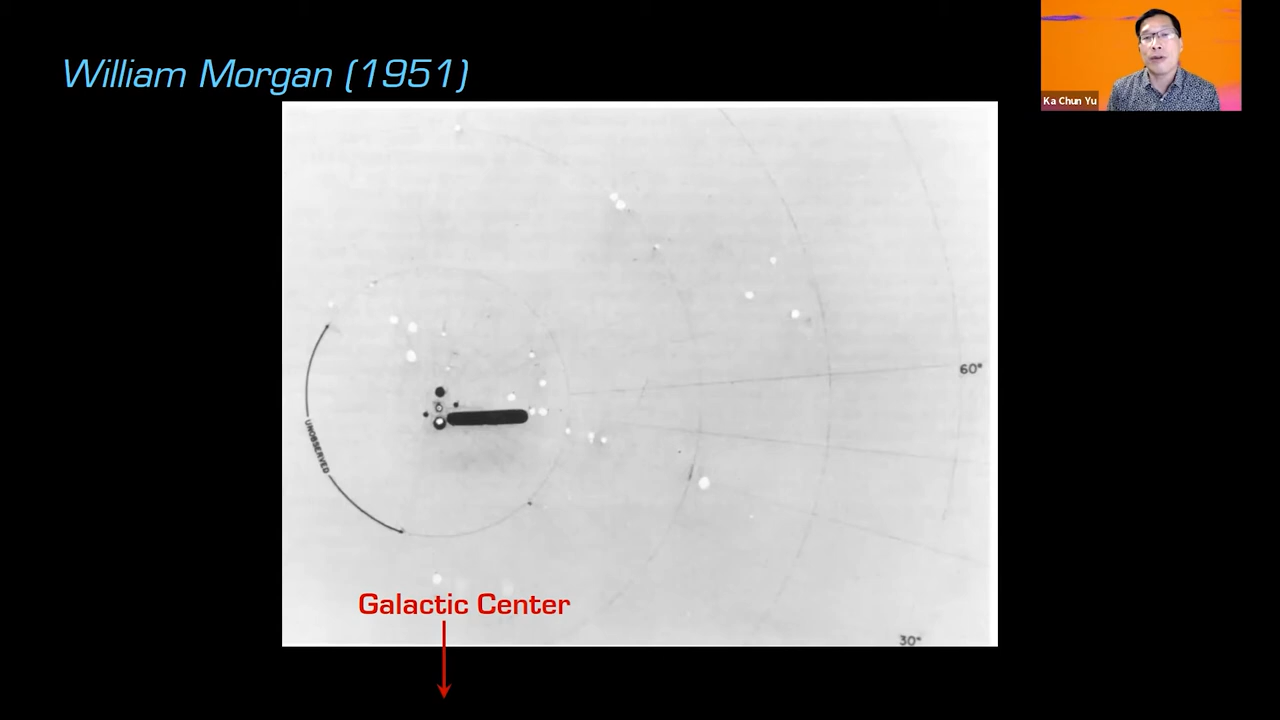 William Morgan (1951)
Ka Chun Yu
60°
UNOBSERVED
Galactic Center
30°